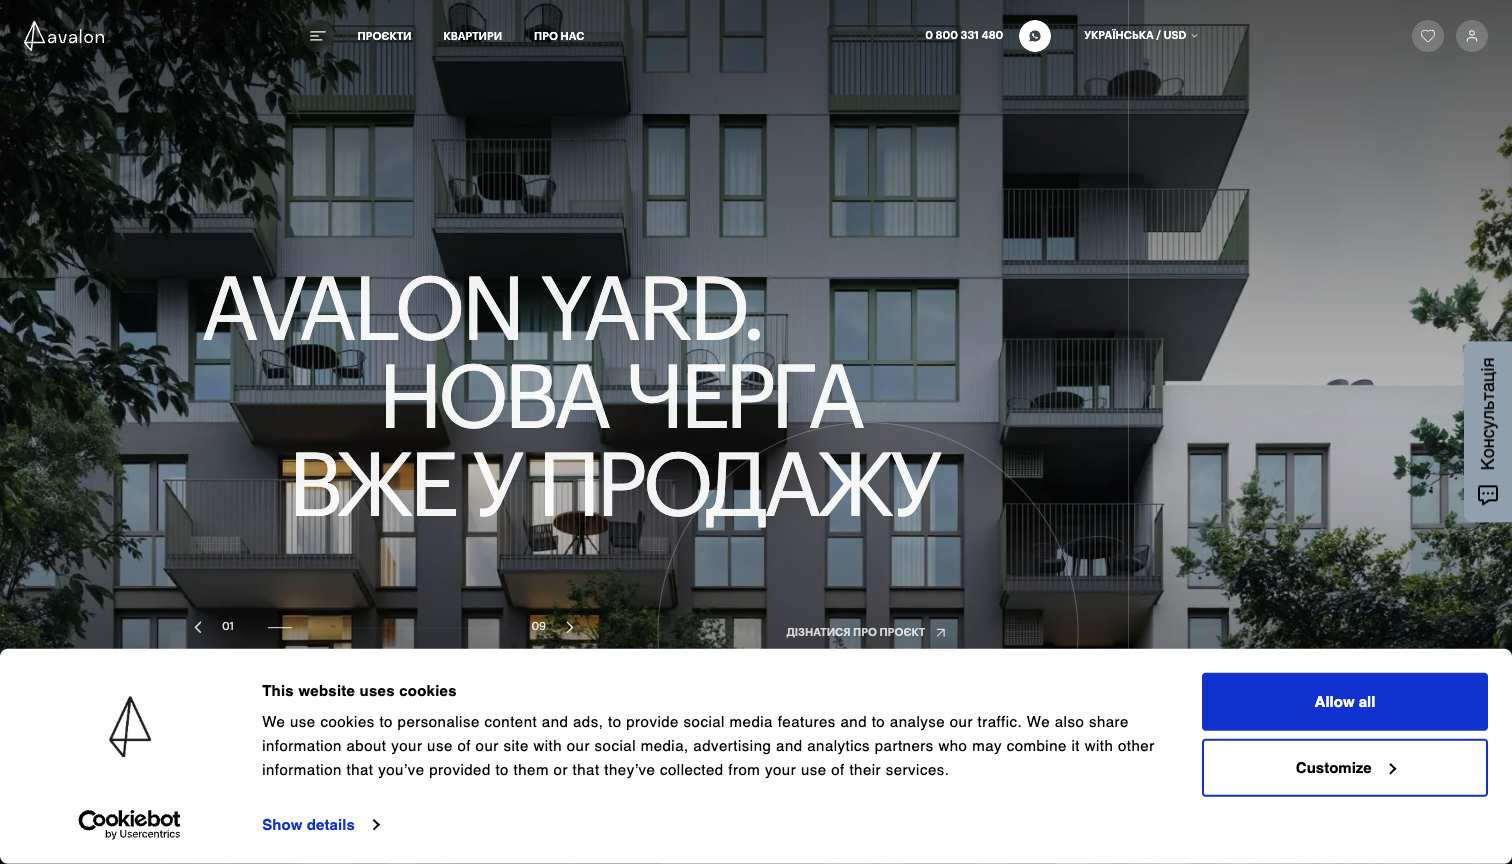 avalon
ПРОЄКТИ
КВАРТИРИ
ПРО НАС
0 800 331 480
УКРАЇНСЬКА / USD
AVALON YARD.
НОВА ЧЕРГА
ВЖЕ У ПРОДАЖУ
Консультація
01
09
ДІЗНАТИСЯ ПРО ПРОЄКТ
This website uses cookies
We use cookies to personalise content and ads, to provide social media features and to analyse our traffic. We also share
information about your use of our site with our social media, advertising and analytics partners who may combine it with other
information that you’ve provided to them or that they’ve collected from your use of their services.
Show details
Allow all
Customize
Cookiebot
by Usercentrics